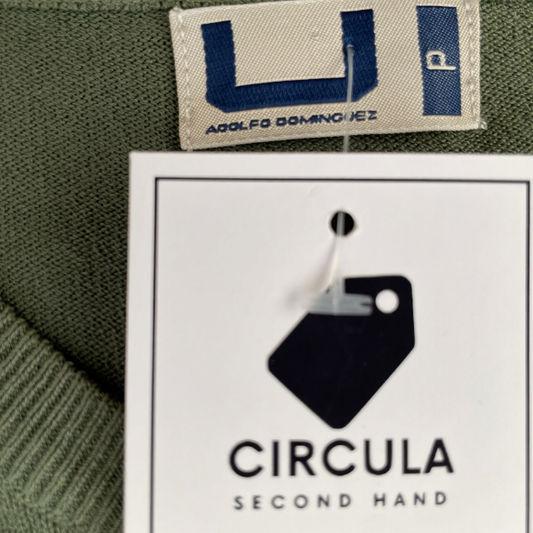 U
P
ADOLFO DOMINGUEZ
CIRCULA
SECOND HAND